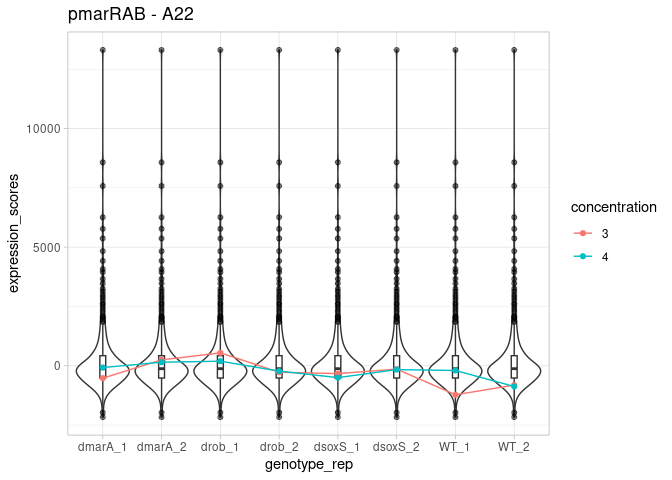 pmarRAB - A22
expression_scores
10000
5000
0
dmarA_1 dmarA_2 drob_1 drob_2 dsoxS_1 dsoxS_2 WT_1 WT_2
genotype_rep
concentration
3
4